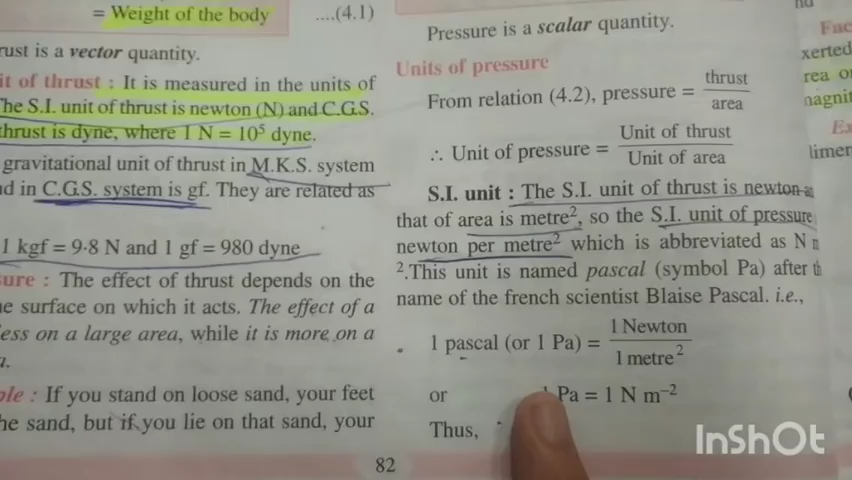 = Weight of the body ....(4.1)
rust is a vector quantity.
it of thrust : It is measured in the units of
The S.I. unit of thrust is newton (N) and C.G.S.
thrust is dyne, where 1 N = 10⁵ dyne.
gravitational unit of thrust in M.K.S. system
nd in C.G.S. system is gf. They are related as
1 kgf = 9·8 N and 1 gf = 980 dyne
sure : The effect of thrust depends on the
e surface on which it acts. The effect of a
ess on a large area, while it is more on a
a.
ple : If you stand on loose sand, your feet
he sand, but if you lie on that sand, your
82
Pressure is a scalar quantity.
Units of pressure
From relation (4.2), pressure = thrust / area
∴ Unit of pressure = Unit of thrust / Unit of area
S.I. unit : The S.I. unit of thrust is newton
that of area is metre², so the S.I. unit of pressure
newton per metre² which is abbreviated as N m
².This unit is named pascal (symbol Pa) after th
name of the french scientist Blaise Pascal. i.e.,
1 pascal (or 1 Pa) = 1 Newton / 1 metre²
or 1 Pa = 1 N m⁻²
Thus,
nd
Fac
xerted
rea o
nagnit
Ex
limen
InShOt